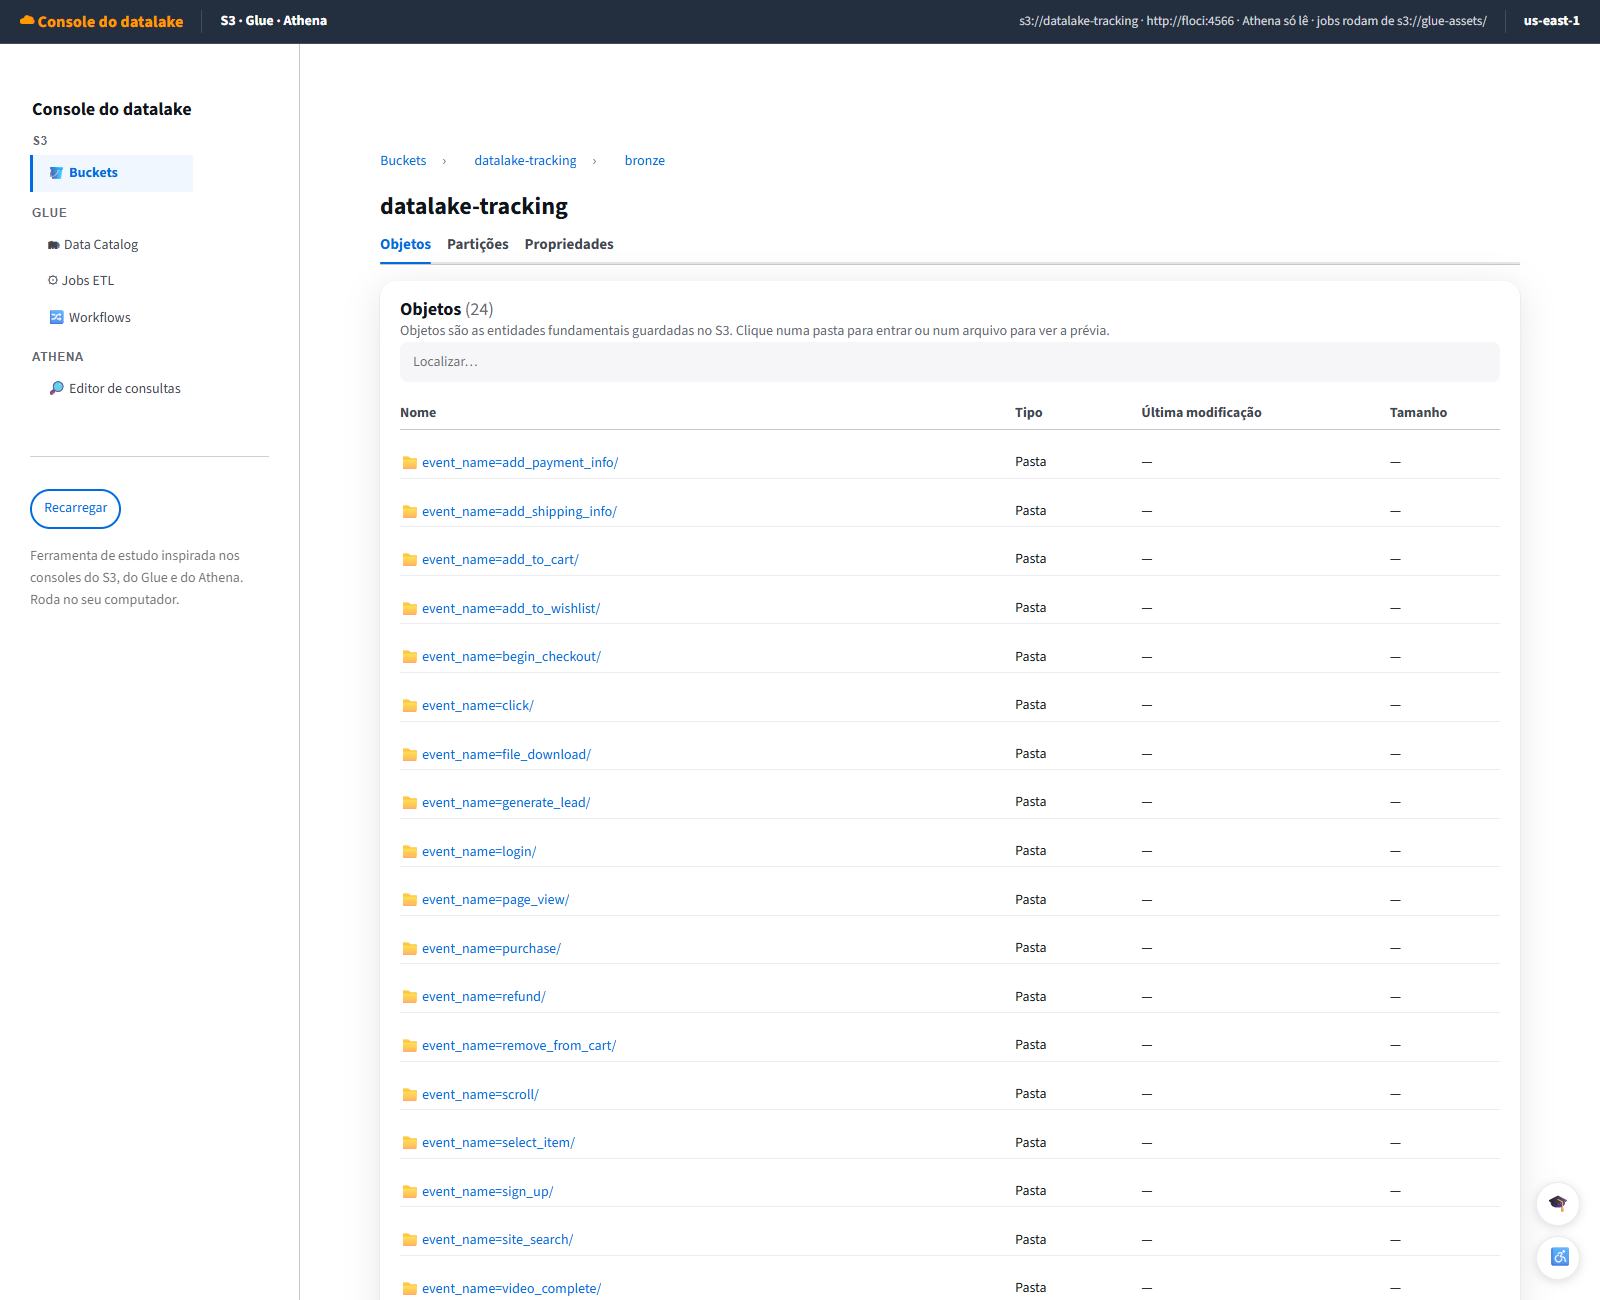 Console do datalake
S3 · Glue · Athena
s3://datalake-tracking · http://floci:4566 · Athena só lê · jobs rodam de s3://glue-assets/
us-east-1
Console do datalake
S3
Buckets
GLUE
Data Catalog
Jobs ETL
Workflows
ATHENA
Editor de consultas
Recarregar
Ferramenta de estudo inspirada nos
consoles do S3, do Glue e do Athena.
Roda no seu computador.
Buckets › datalake-tracking › bronze
datalake-tracking
Objetos Partições Propriedades
Objetos (24)
Objetos são as entidades fundamentais guardadas no S3. Clique numa pasta para entrar ou num arquivo para ver a prévia.
Localizar…
Nome Tipo Última modificação Tamanho
event_name=add_payment_info/ Pasta — —
event_name=add_shipping_info/ Pasta — —
event_name=add_to_cart/ Pasta — —
event_name=add_to_wishlist/ Pasta — —
event_name=begin_checkout/ Pasta — —
event_name=click/ Pasta — —
event_name=file_download/ Pasta — —
event_name=generate_lead/ Pasta — —
event_name=login/ Pasta — —
event_name=page_view/ Pasta — —
event_name=purchase/ Pasta — —
event_name=refund/ Pasta — —
event_name=remove_from_cart/ Pasta — —
event_name=scroll/ Pasta — —
event_name=select_item/ Pasta — —
event_name=sign_up/ Pasta — —
event_name=site_search/ Pasta — —
event_name=video_complete/ Pasta — —